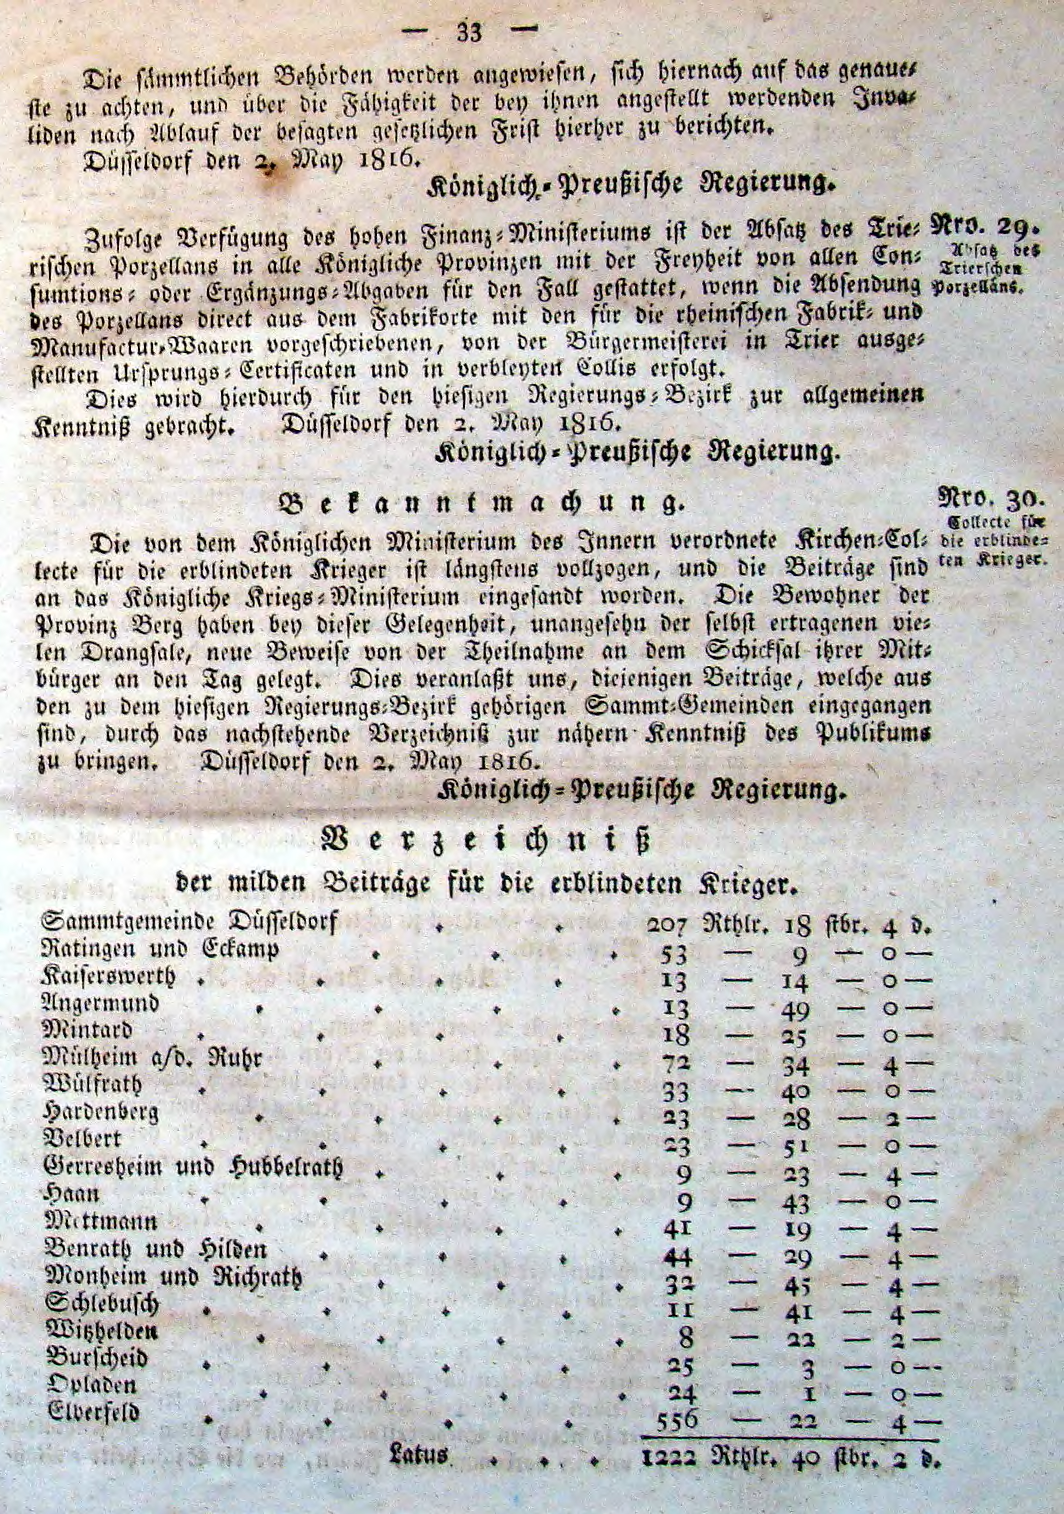 — 33 —
Die sämmtlichen Behörden werden angewiesen, sich hiernach auf das genaue-
ste zu achten, und über die Fähigkeit der bey ihnen angestellt werdenden Inva-
liden nach Ablauf der besagten gesetzlichen Frist hierher zu berichten.
Düsseldorf den 2. May 1816.
Königlich-Preußische Regierung.
Nro. 29.
Absatz des
Trierschen
Porzellans.
Zufolge Verfügung des hohen Finanz-Ministeriums ist der Absatz des Trie-
rischen Porzellans in alle Königliche Provinzen mit der Freyheit von allen Con-
sumtions- oder Ergänzungs-Abgaben für den Fall gestattet, wenn die Absendung
des Porzellans direct aus dem Fabrikorte mit den für die rheinischen Fabrik- und
Manufactur-Waaren vorgeschriebenen, von der Bürgermeisterei in Trier ausge-
stellten Ursprungs-Certificaten und in verbleyten Collis erfolgt.
Dies wird hierdurch für den hiesigen Regierungs-Bezirk zur allgemeinen
Kenntniß gebracht. Düsseldorf den 2. May 1816.
Königlich-Preußische Regierung.
Bekanntmachung.
Nro. 30.
Collecte für
die erblinde-
ten Krieger.
Die von dem Königlichen Ministerium des Innern verordnete Kirchen-Col-
lecte für die erblindeten Krieger ist längstens vollzogen, und die Beiträge sind
an das Königliche Kriegs-Ministerium eingesandt worden. Die Bewohner der
Provinz Berg haben bey dieser Gelegenheit, unangesehn der selbst ertragenen vie-
len Drangsale, neue Beweise von der Theilnahme an dem Schicksal ihrer Mit-
bürger an den Tag gelegt. Dies veranlaßt uns, diejenigen Beiträge, welche aus
den zu dem hiesigen Regierungs-Bezirk gehörigen Sammt-Gemeinden eingegangen
sind, durch das nachstehende Verzeichniß zur nähern Kenntniß des Publikums
zu bringen. Düsseldorf den 2. May 1816.
Königlich-Preußische Regierung.
Verzeichniß
der milden Beiträge für die erblindeten Krieger.
Sammtgemeinde Düsseldorf . . 207 Rthlr. 18 stbr. 4 d.
Ratingen und Eckamp . . . 53 — 9 — 0 —
Kaiserswerth . . . . 13 — 14 — 0 —
Angermund . . . . 13 — 49 — 0 —
Mintard . . . . 18 — 25 — 0 —
Mülheim a/d. Ruhr . . . 72 — 34 — 4 —
Wülfrath . . . . 33 — 40 — 0 —
Hardenberg . . . . 23 — 28 — 2 —
Velbert . . . . 23 — 51 — 0 —
Gerresheim und Hubbelrath . . . 9 — 23 — 4 —
Haan . . . . 9 — 43 — 0 —
Mettmann . . . . 41 — 19 — 4 —
Benrath und Hilden . . . 44 — 29 — 4 —
Monheim und Richrath . . . 32 — 45 — 4 —
Schlebusch . . . . 11 — 41 — 4 —
Witzhelden . . . . 8 — 22 — 2 —
Burscheid . . . . 25 — 3 — 0 —
Opladen . . . . 24 — 1 — 0 —
Elberfeld . . . . 556 — 22 — 4 —
Latus . . . 1222 Rthlr. 40 stbr. 2 d.